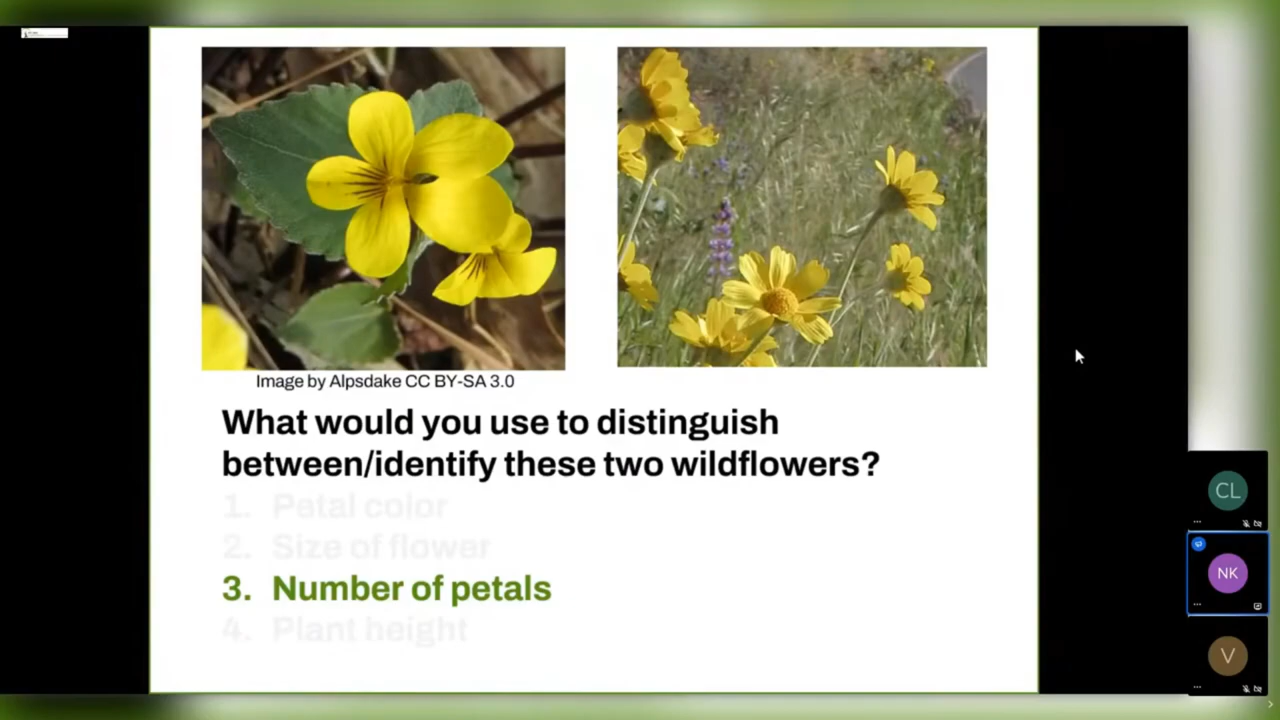 Image by Alpsdake CC BY-SA 3.0
What would you use to distinguish
between/identify these two wildflowers?
1. Petal color
2. Size of flower
3. Number of petals
4. Plant height
CL
NK
V